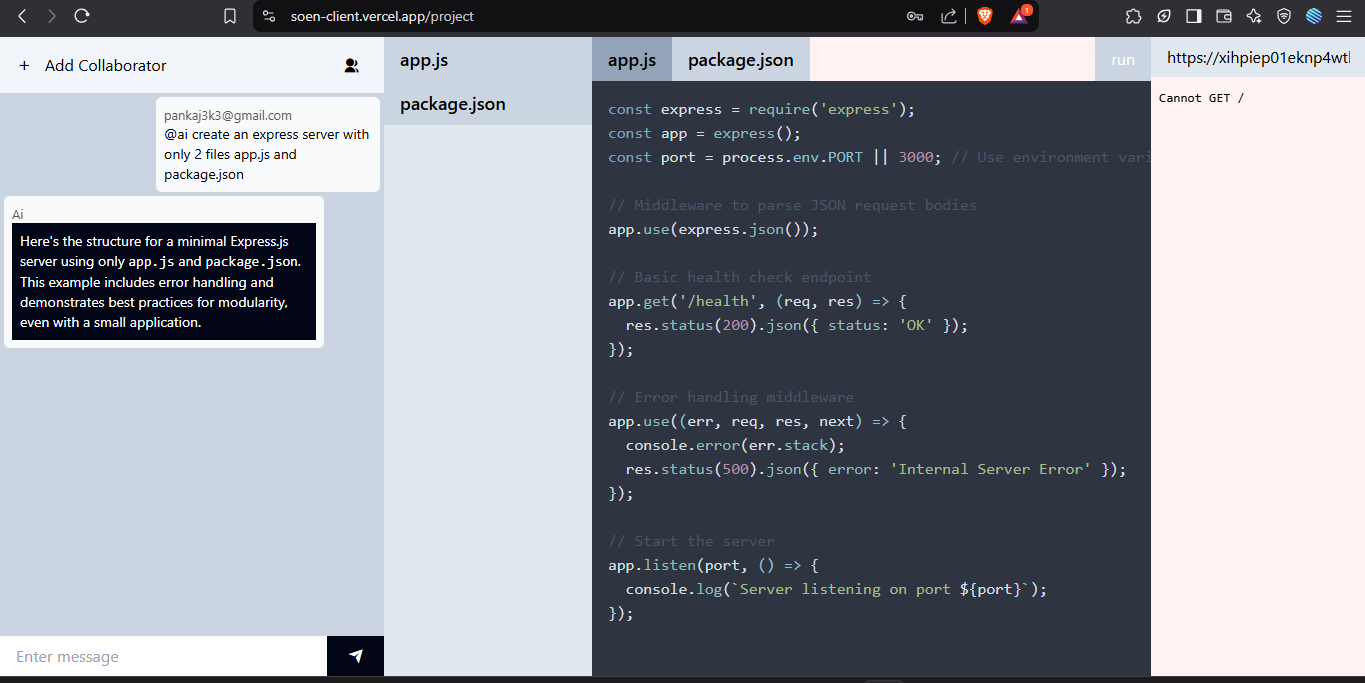 soen-client.vercel.app/project
1
+ Add Collaborator
pankaj3k3@gmail.com
@ai create an express server with
only 2 files app.js and
package.json
Ai
Here's the structure for a minimal Express.js
server using only app.js and package.json.
This example includes error handling and
demonstrates best practices for modularity,
even with a small application.
Enter message
app.js
package.json
app.js package.json run
const express = require('express');
const app = express();
const port = process.env.PORT || 3000; // Use environment vari
// Middleware to parse JSON request bodies
app.use(express.json());
// Basic health check endpoint
app.get('/health', (req, res) => {
  res.status(200).json({ status: 'OK' });
});
// Error handling middleware
app.use((err, req, res, next) => {
  console.error(err.stack);
  res.status(500).json({ error: 'Internal Server Error' });
});
// Start the server
app.listen(port, () => {
  console.log(`Server listening on port ${port}`);
});
https://xihpiep01eknp4wtl
Cannot GET /